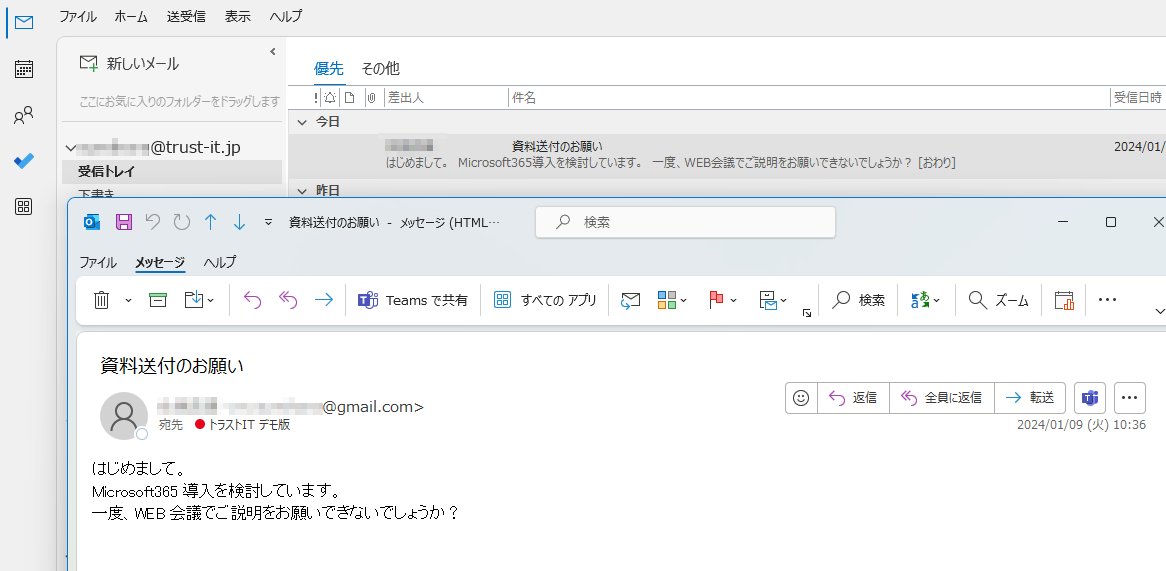 ファイル ホーム 送受信 表示 ヘルプ
新しいメール
ここにお気に入りのフォルダーをドラッグします
@trust-it.jp
受信トレイ
下書き
優先 その他
! 差出人 件名 受信日時
今日
資料送付のお願い 2024/01/
はじめまして。 Microsoft365導入を検討しています。 一度、WEB会議でご説明をお願いできないでしょうか? [おわり]
昨日
資料送付のお願い - メッセージ (HTML… 検索
ファイル メッセージ ヘルプ
Teams で共有 すべてのアプリ 検索 ズーム
資料送付のお願い
@gmail.com>
宛先 トラストIT デモ版
返信 全員に返信 転送
2024/01/09 (火) 10:36
はじめまして。
Microsoft365 導入を検討しています。
一度、WEB 会議でご説明をお願いできないでしょうか?